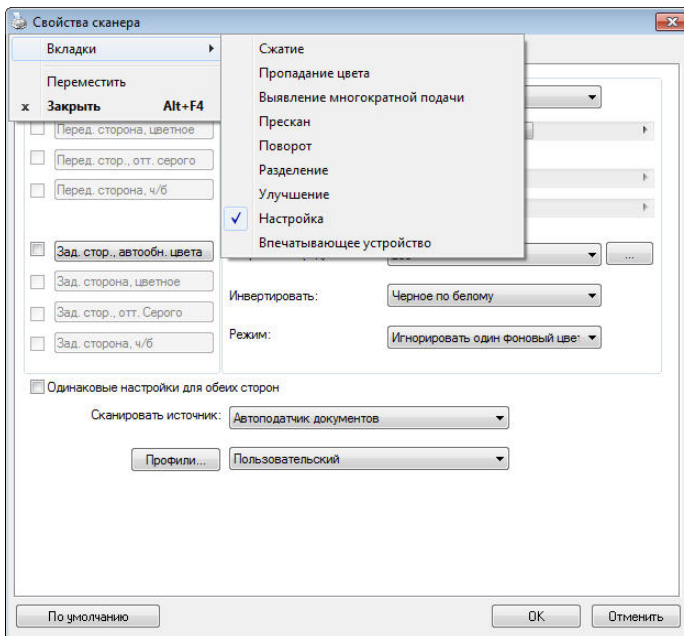 Свойства сканера
Вкладки
Переместить
x Закрыть Alt+F4
Сжатие
Пропадание цвета
Выявление многократной подачи
Прескан
Поворот
Разделение
Улучшение
Настройка
Впечатывающее устройство
Перед. сторона, цветное
Перед. стор., отт. серого
Перед. сторона, ч/б
Зад. стор., автообн. цвета
...
Зад. сторона, цветное
Инвертировать: Черное по белому
Зад. стор., отт. Серого
Режим: Игнорировать один фоновый цвет
Зад. сторона, ч/б
Одинаковые настройки для обеих сторон
Сканировать источник: Автоподатчик документов
Профили... Пользовательский
По умолчанию OK Отменить